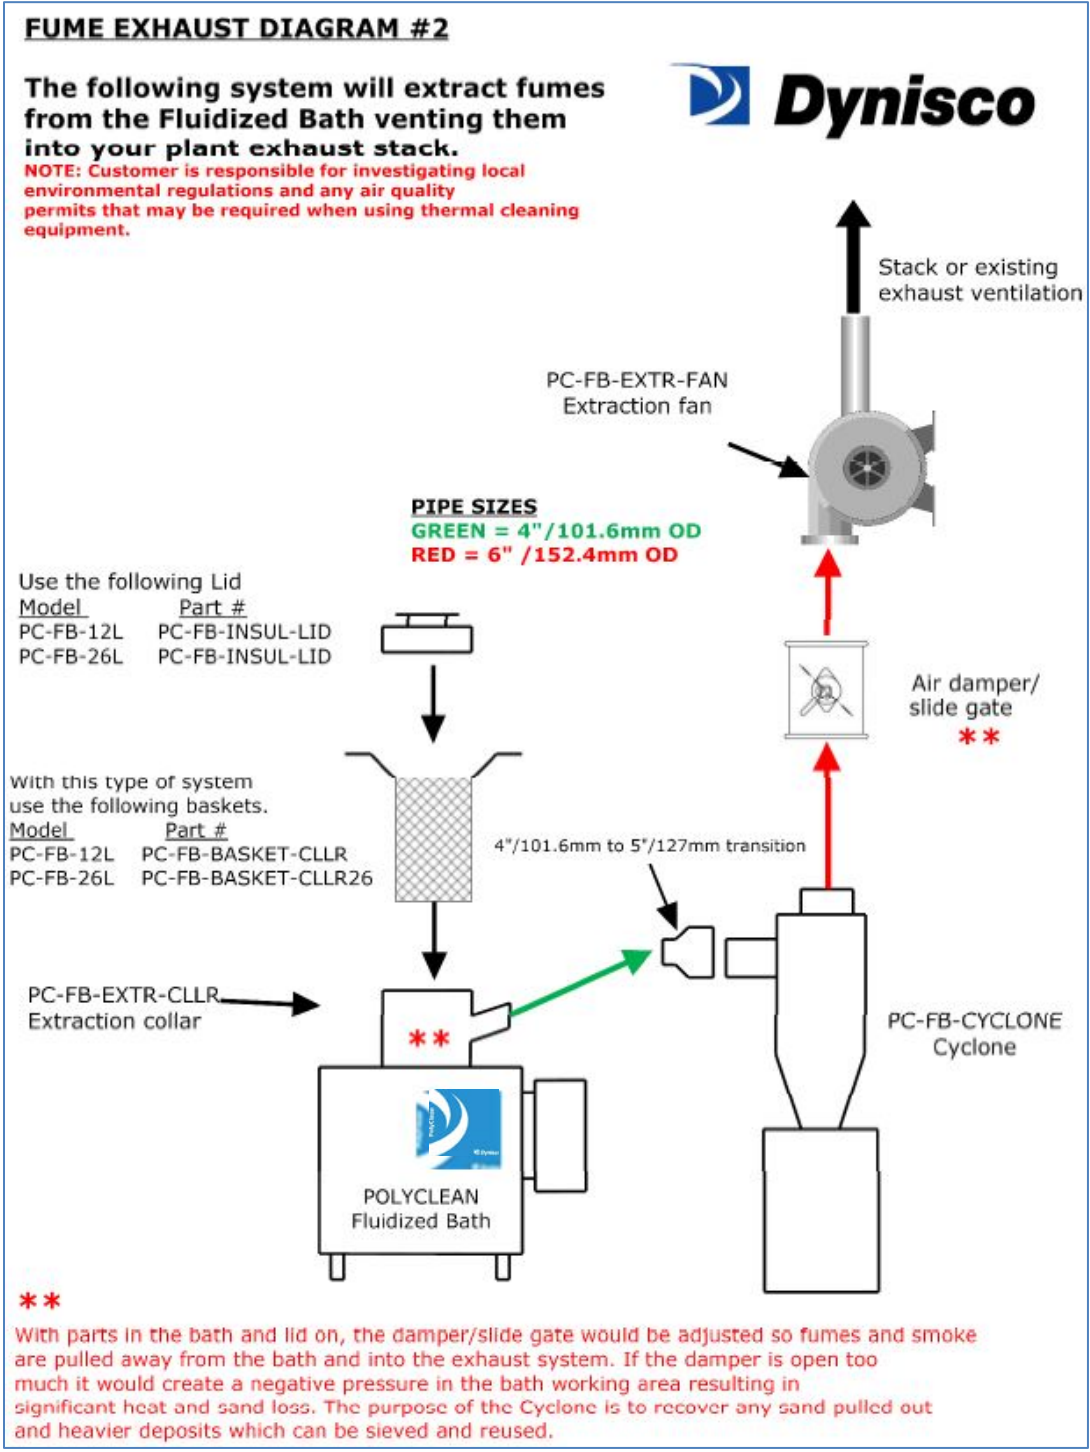 FUME EXHAUST DIAGRAM #2
The following system will extract fumes
from the Fluidized Bath venting them
into your plant exhaust stack.
NOTE: Customer is responsible for investigating local
environmental regulations and any air quality
permits that may be required when using thermal cleaning
equipment.
Dynisco
Stack or existing
exhaust ventilation
PC-FB-EXTR-FAN
Extraction fan
PIPE SIZES
GREEN = 4"/101.6mm OD
RED = 6" /152.4mm OD
Use the following Lid
Model Part #
PC-FB-12L PC-FB-INSUL-LID
PC-FB-26L PC-FB-INSUL-LID
Air damper/
slide gate
**
With this type of system
use the following baskets.
Model Part #
PC-FB-12L PC-FB-BASKET-CLLR
PC-FB-26L PC-FB-BASKET-CLLR26
4"/101.6mm to 5"/127mm transition
PC-FB-EXTR-CLLR
Extraction collar
**
PC-FB-CYCLONE
Cyclone
POLYCLEAN
Fluidized Bath
**
With parts in the bath and lid on, the damper/slide gate would be adjusted so fumes and smoke
are pulled away from the bath and into the exhaust system. If the damper is open too
much it would create a negative pressure in the bath working area resulting in
significant heat and sand loss. The purpose of the Cyclone is to recover any sand pulled out
and heavier deposits which can be sieved and reused.